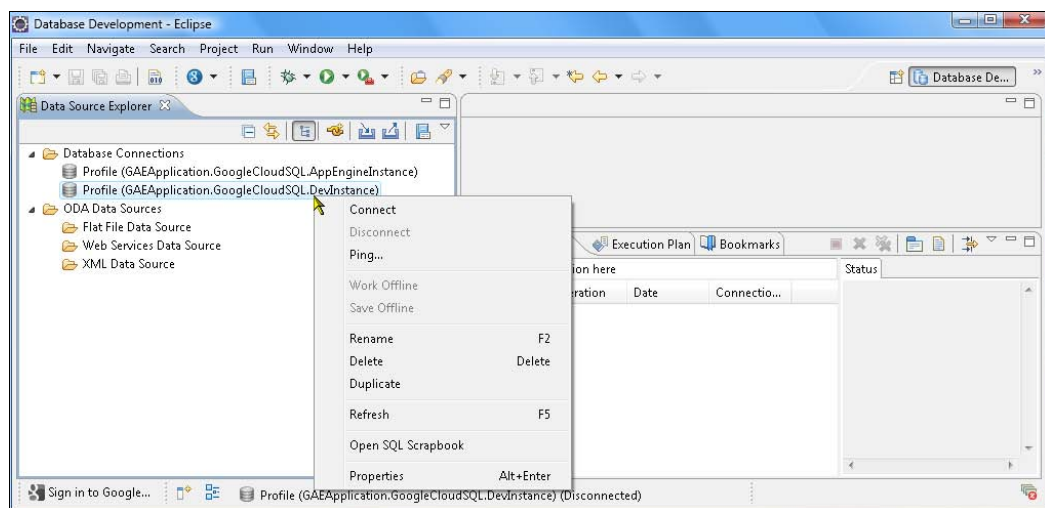 Database Development - Eclipse
File Edit Navigate Search Project Run Window Help
Database De...
Data Source Explorer
Database Connections
Profile (GAEApplication.GoogleCloudSQL.AppEngineInstance)
Profile (GAEApplication.GoogleCloudSQL.DevInstance)
ODA Data Sources
Flat File Data Source
Web Services Data Source
XML Data Source
Connect
Disconnect
Ping...
Work Offline
Save Offline
Rename F2
Delete Delete
Duplicate
Refresh F5
Open SQL Scrapbook
Properties Alt+Enter
Execution Plan Bookmarks
ion here
Status
eration Date Connectio...
Sign in to Google... Profile (GAEApplication.GoogleCloudSQL.DevInstance) (Disconnected)